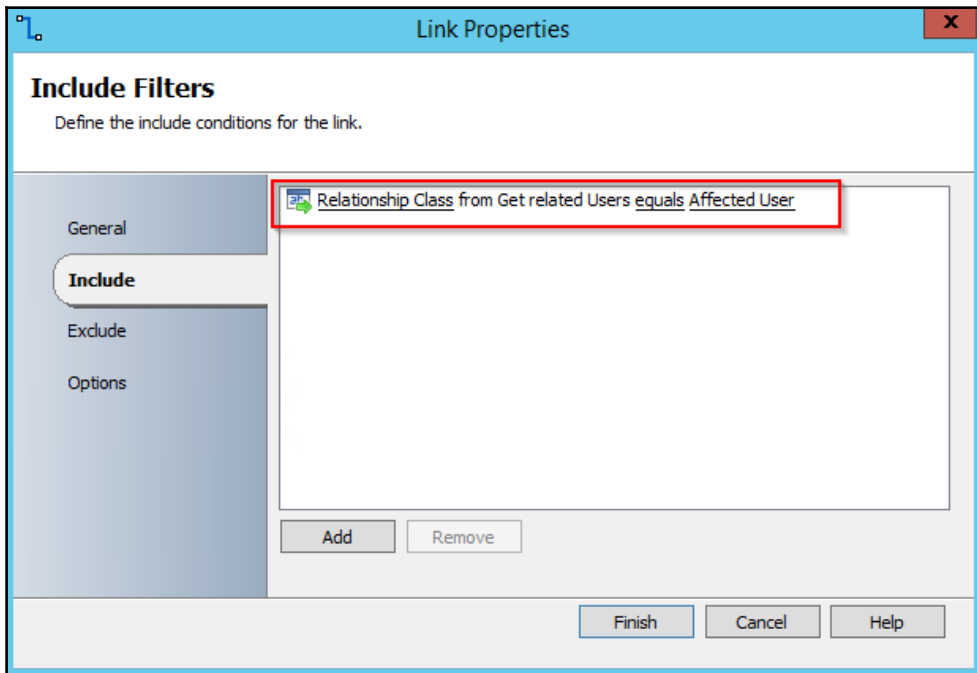 Link Properties
x
Include Filters
Define the include conditions for the link.
General
Include
Exclude
Options
ab
Relationship Class from Get related Users equals Affected User
Add
Remove
Finish
Cancel
Help